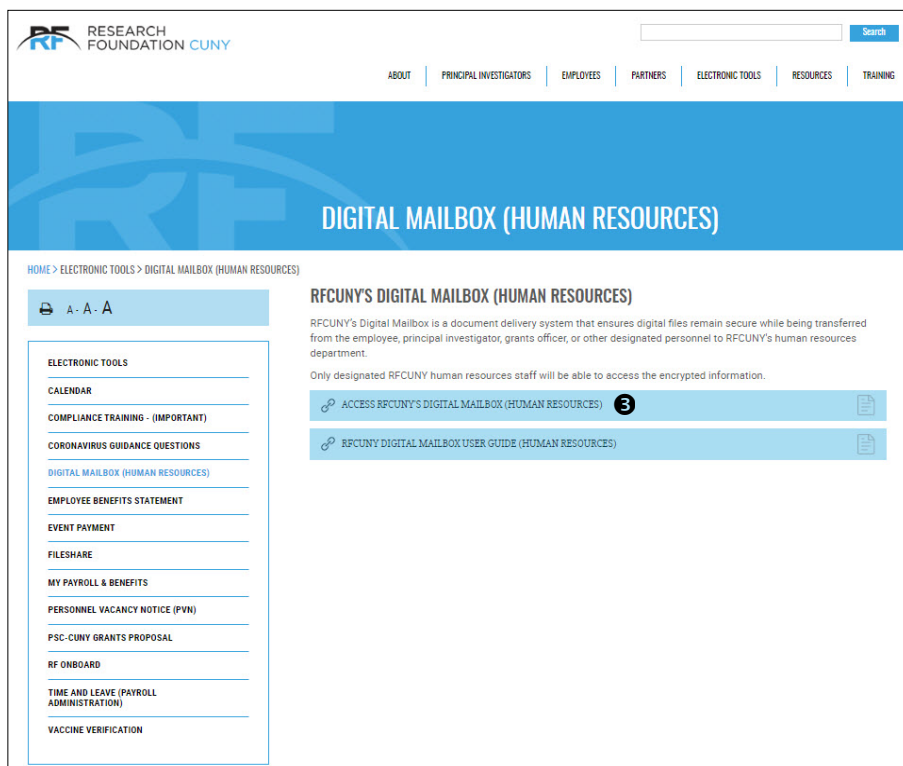 RF RESEARCH
FOUNDATION CUNY
Search
ABOUT PRINCIPAL INVESTIGATORS EMPLOYEES PARTNERS ELECTRONIC TOOLS RESOURCES TRAINING
RF
DIGITAL MAILBOX (HUMAN RESOURCES)
HOME > ELECTRONIC TOOLS > DIGITAL MAILBOX (HUMAN RESOURCES)
A - A - A
ELECTRONIC TOOLS
CALENDAR
COMPLIANCE TRAINING - (IMPORTANT)
CORONAVIRUS GUIDANCE QUESTIONS
DIGITAL MAILBOX (HUMAN RESOURCES)
EMPLOYEE BENEFITS STATEMENT
EVENT PAYMENT
FILESHARE
MY PAYROLL & BENEFITS
PERSONNEL VACANCY NOTICE (PVN)
PSC-CUNY GRANTS PROPOSAL
RF ONBOARD
TIME AND LEAVE (PAYROLL
ADMINISTRATION)
VACCINE VERIFICATION
RFCUNY'S DIGITAL MAILBOX (HUMAN RESOURCES)
RFCUNY's Digital Mailbox is a document delivery system that ensures digital files remain secure while being transferred
from the employee, principal investigator, grants officer, or other designated personnel to RFCUNY's human resources
department.
Only designated RFCUNY human resources staff will be able to access the encrypted information.
ACCESS RFCUNY'S DIGITAL MAILBOX (HUMAN RESOURCES) 3
RFCUNY DIGITAL MAILBOX USER GUIDE (HUMAN RESOURCES)